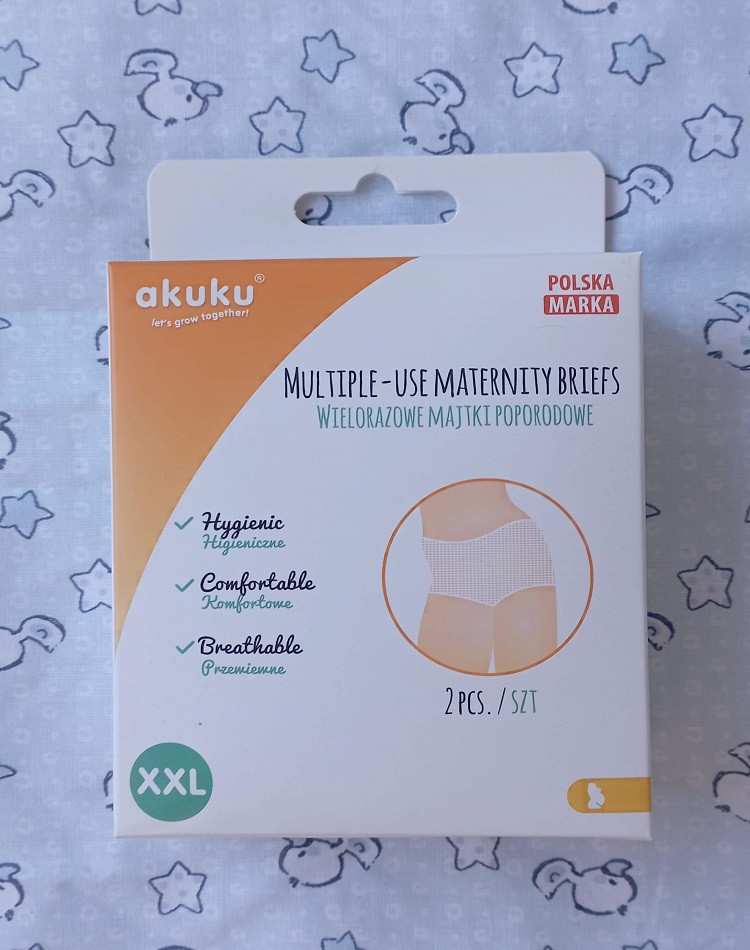 akuku®
let's grow together!
POLSKA
MARKA
MULTIPLE-USE MATERNITY BRIEFS
WIELORAZOWE MAJTKI POPORODOWE
Hygienic
Higieniczne
Comfortable
Komfortowe
Breathable
Przewiewne
2 PCS. / SZT
XXL